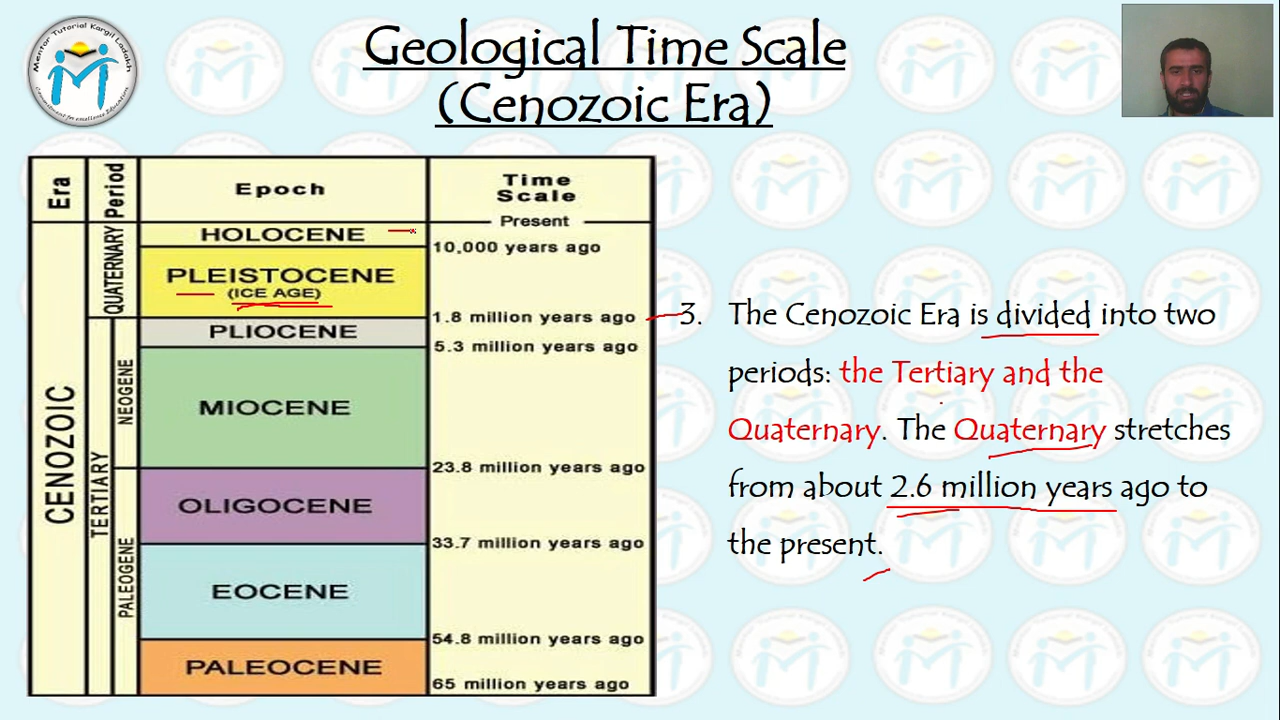 Mentor Tutorial Kargil Ladakh
Geological Time Scale
(Cenozoic Era)
Era
Period
Epoch
Time
Scale
Present
CENOZOIC
QUATERNARY
HOLOCENE
10,000 years ago
PLEISTOCENE
(ICE AGE)
1.8 million years ago
TERTIARY
NEOGENE
PLIOCENE
5.3 million years ago
MIOCENE
23.8 million years ago
PALEOGENE
OLIGOCENE
33.7 million years ago
EOCENE
54.8 million years ago
PALEOCENE
65 million years ago
3. The Cenozoic Era is divided into two
periods: the Tertiary and the
Quaternary. The Quaternary stretches
from about 2.6 million years ago to
the present.